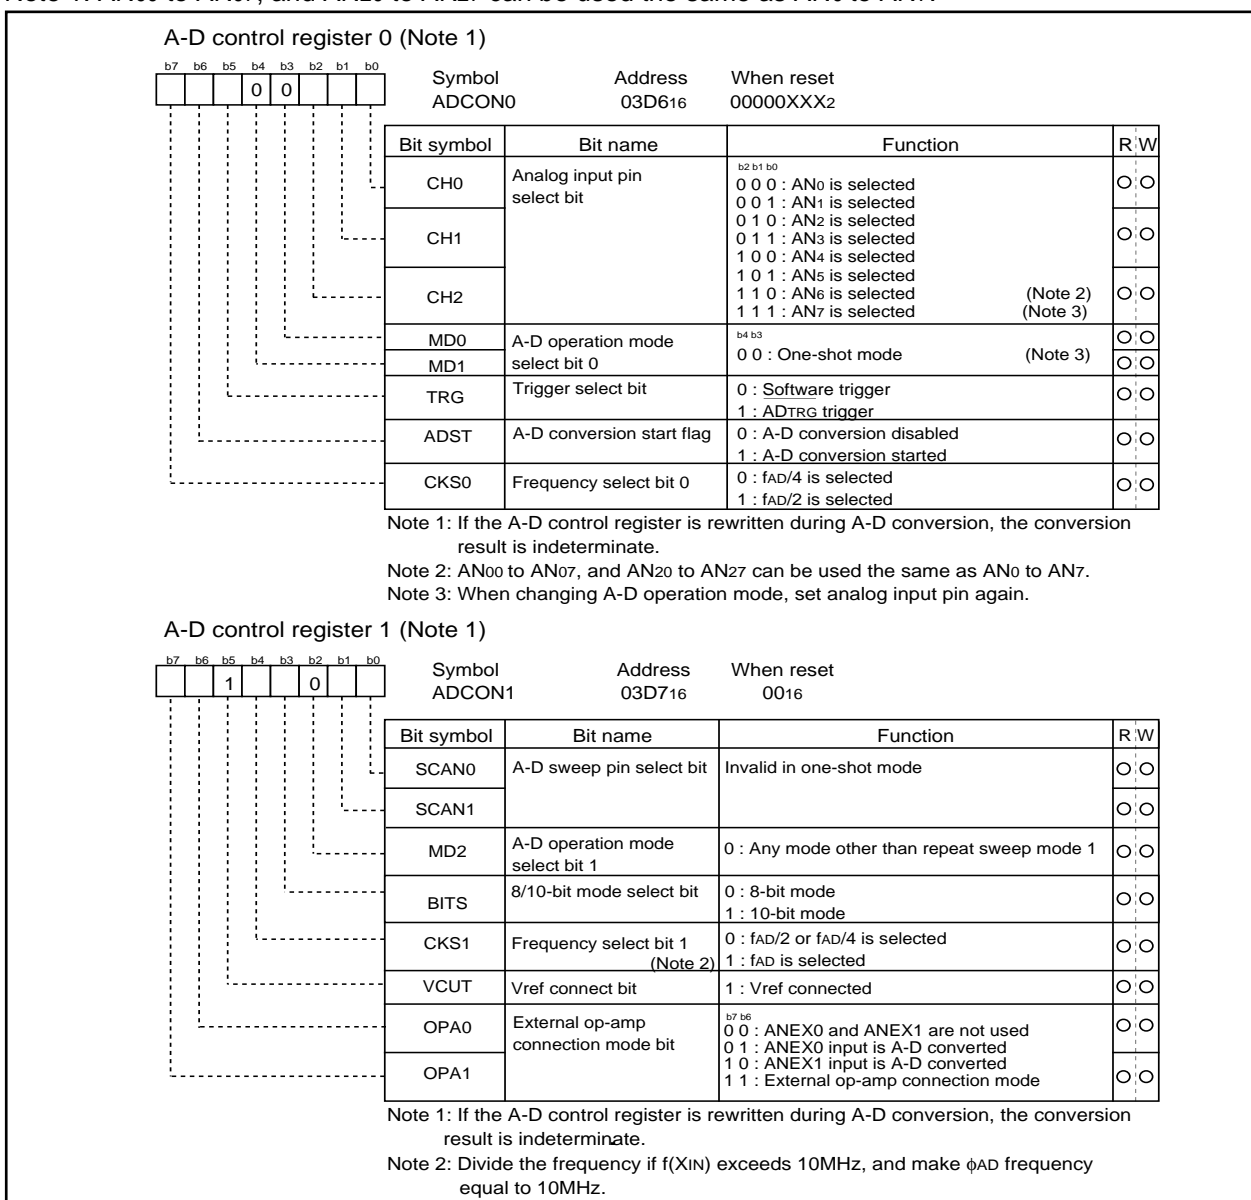 A-D control register 0 (Note 1)
b7 b6 b5 b4 b3 b2 b1 b0
0 0
Symbol Address When reset
ADCON0 03D616 00000XXX2
Bit symbol Bit name Function R W
CH0 Analog input pin select bit
b2 b1 b0
0 0 0 : AN0 is selected
0 0 1 : AN1 is selected
0 1 0 : AN2 is selected
0 1 1 : AN3 is selected
1 0 0 : AN4 is selected
1 0 1 : AN5 is selected
1 1 0 : AN6 is selected (Note 2)
1 1 1 : AN7 is selected (Note 3)
CH1
CH2
MD0 A-D operation mode
MD1 select bit 0
b4 b3
0 0 : One-shot mode (Note 3)
TRG Trigger select bit 0 : Software trigger
1 : ADTRG trigger
ADST A-D conversion start flag 0 : A-D conversion disabled
1 : A-D conversion started
CKS0 Frequency select bit 0 0 : fAD/4 is selected
1 : fAD/2 is selected
Note 1: If the A-D control register is rewritten during A-D conversion, the conversion
result is indeterminate.
Note 2: AN00 to AN07, and AN20 to AN27 can be used the same as AN0 to AN7.
Note 3: When changing A-D operation mode, set analog input pin again.
A-D control register 1 (Note 1)
b7 b6 b5 b4 b3 b2 b1 b0
1 0
Symbol Address When reset
ADCON1 03D716 0016
Bit symbol Bit name Function R W
SCAN0 A-D sweep pin select bit Invalid in one-shot mode
SCAN1
MD2 A-D operation mode
select bit 1
0 : Any mode other than repeat sweep mode 1
BITS 8/10-bit mode select bit 0 : 8-bit mode
1 : 10-bit mode
CKS1 Frequency select bit 1
(Note 2)
0 : fAD/2 or fAD/4 is selected
1 : fAD is selected
VCUT Vref connect bit 1 : Vref connected
OPA0 External op-amp
connection mode bit
b7 b6
0 0 : ANEX0 and ANEX1 are not used
0 1 : ANEX0 input is A-D converted
1 0 : ANEX1 input is A-D converted
1 1 : External op-amp connection mode
OPA1
Note 1: If the A-D control register is rewritten during A-D conversion, the conversion
result is indeterminate.
Note 2: Divide the frequency if f(XIN) exceeds 10MHz, and make ϕAD frequency
equal to 10MHz.